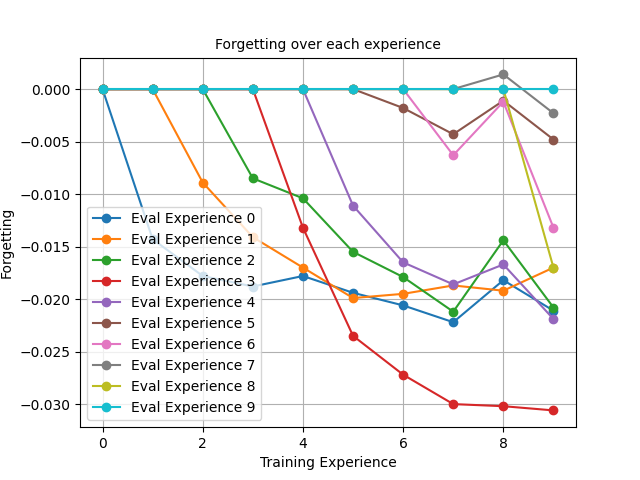 Forgetting over each experience
Forgetting
0.000
−0.005
−0.010
−0.015
−0.020
−0.025
−0.030
Eval Experience 0
Eval Experience 1
Eval Experience 2
Eval Experience 3
Eval Experience 4
Eval Experience 5
Eval Experience 6
Eval Experience 7
Eval Experience 8
Eval Experience 9
0 2 4 6 8
Training Experience